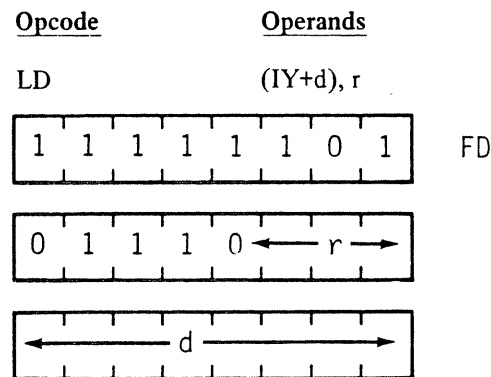 Opcode Operands
LD (IY+d), r
1 1 1 1 1 1 0 1 FD
0 1 1 1 0 r
d